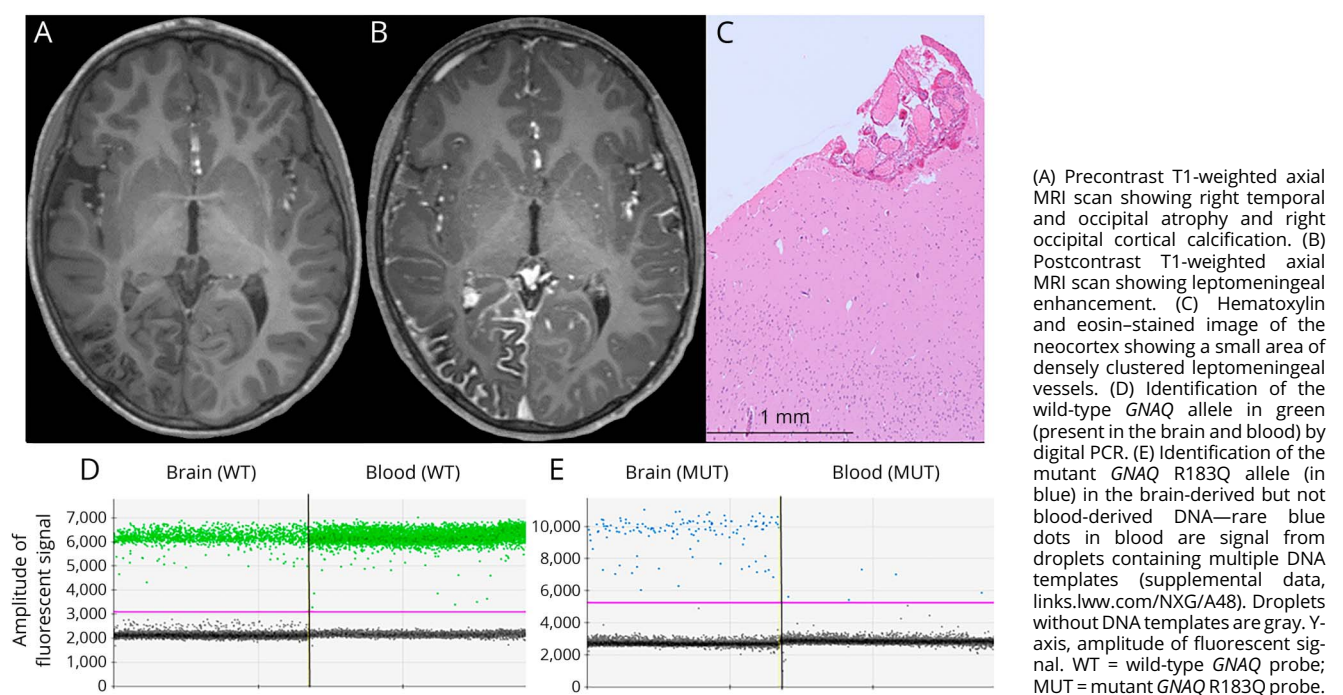 A
B
C
1 mm
(A) Precontrast T1-weighted axial
MRI scan showing right temporal
and occipital atrophy and right
occipital cortical calcification. (B)
Postcontrast T1-weighted axial
MRI scan showing leptomeningeal
enhancement. (C) Hematoxylin
and eosin–stained image of the
neocortex showing a small area of
densely clustered leptomeningeal
vessels. (D) Identification of the
wild-type GNAQ allele in green
(present in the brain and blood) by
digital PCR. (E) Identification of the
mutant GNAQ R183Q allele (in
blue) in the brain-derived but not
blood-derived DNA—rare blue
dots in blood are signal from
droplets containing multiple DNA
templates (supplemental data,
links.lww.com/NXG/A48). Droplets
without DNA templates are gray. Y-
axis, amplitude of fluorescent sig-
nal. WT = wild-type GNAQ probe;
MUT = mutant GNAQ R183Q probe.
D
Brain (WT)
Blood (WT)
Amplitude of
fluorescent signal
7,000
6,000
5,000
4,000
3,000
2,000
1,000
0
E
Brain (MUT)
Blood (MUT)
10,000
8,000
6,000
4,000
2,000
0